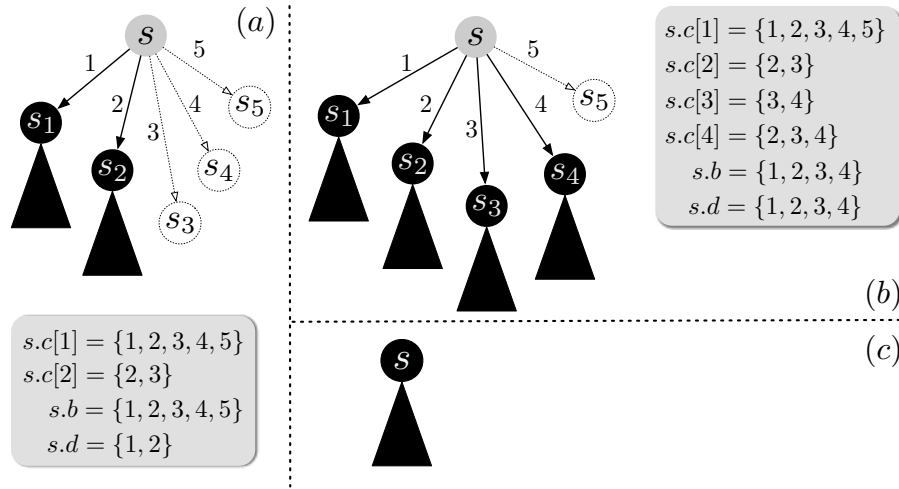 (a)
s
1
2
3
4
5
s₁
s₂
s₃
s₄
s₅
s.c[1] = {1, 2, 3, 4, 5}
s.c[2] = {2, 3}
s.b = {1, 2, 3, 4, 5}
s.d = {1, 2}
s
1
2
3
4
5
s₁
s₂
s₃
s₄
s₅
s.c[1] = {1, 2, 3, 4, 5}
s.c[2] = {2, 3}
s.c[3] = {3, 4}
s.c[4] = {2, 3, 4}
s.b = {1, 2, 3, 4}
s.d = {1, 2, 3, 4}
(b)
s
(c)